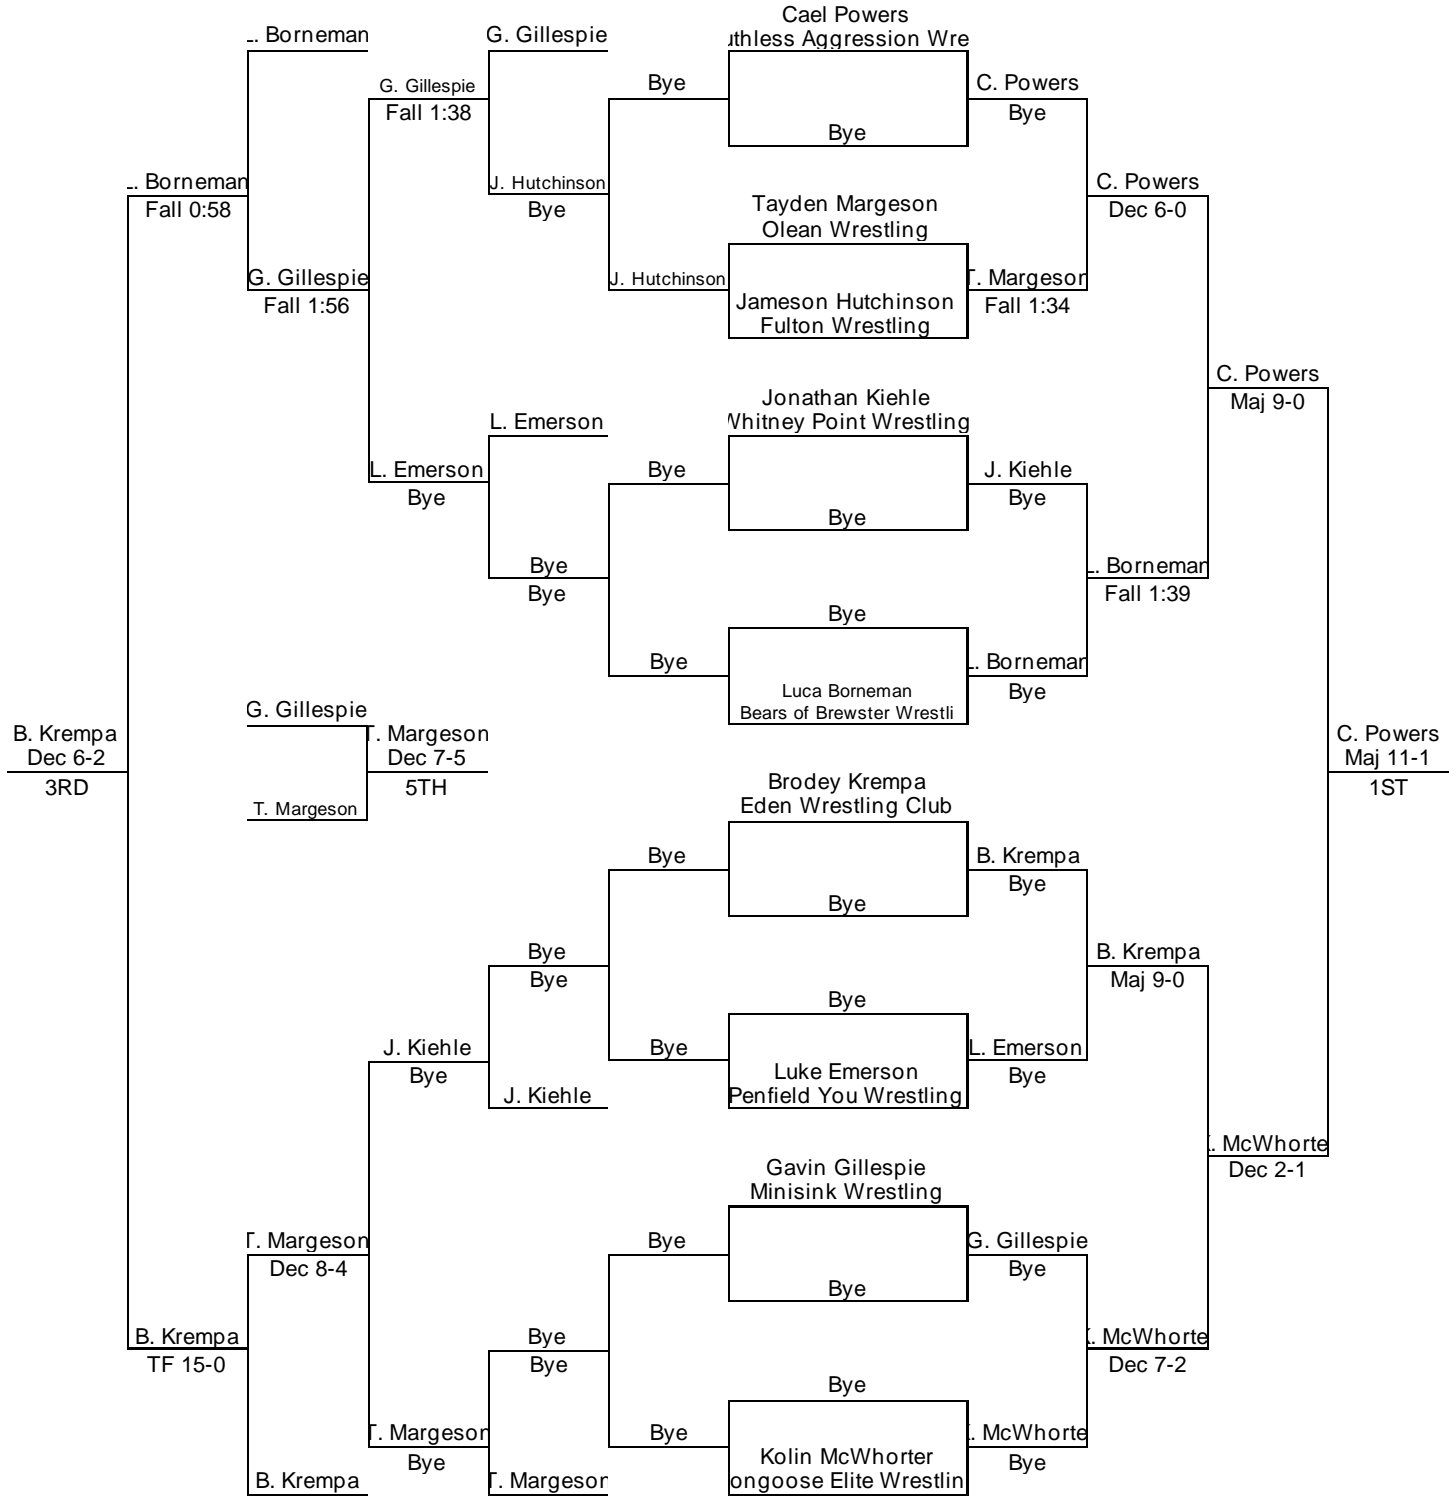 Cael Powers
uthless Aggression Wre
L. Borneman
G. Gillespie
G. Gillespie
Fall 1:38
Bye
C. Powers
Bye
Bye
L. Borneman
Fall 0:58
J. Hutchinson
Bye
Tayden Margeson
Olean Wrestling
C. Powers
Dec 6-0
G. Gillespie
Fall 1:56
J. Hutchinson
Jameson Hutchinson
Fulton Wrestling
T. Margeson
Fall 1:34
Jonathan Kiehle
Whitney Point Wrestling
C. Powers
Maj 9-0
L. Emerson
L. Emerson
Bye
Bye
J. Kiehle
Bye
Bye
Bye
Bye
L. Borneman
Fall 1:39
Bye
Bye
Luca Borneman
Bears of Brewster Wrestli
L. Borneman
Bye
G. Gillespie
B. Krempa
Dec 6-2
3RD
T. Margeson
Dec 7-5
5TH
C. Powers
Maj 11-1
1ST
T. Margeson
Brodey Krempa
Eden Wrestling Club
Bye
B. Krempa
Bye
Bye
Bye
Bye
B. Krempa
Maj 9-0
Bye
J. Kiehle
Bye
Bye
L. Emerson
Bye
Luke Emerson
Penfield You Wrestling
J. Kiehle
K. McWhorte
Dec 2-1
Gavin Gillespie
Minisink Wrestling
T. Margeson
Dec 8-4
Bye
G. Gillespie
Bye
Bye
B. Krempa
TF 15-0
Bye
Bye
K. McWhorte
Dec 7-2
Bye
T. Margeson
Bye
Bye
K. McWhorte
Bye
Kolin McWhorter
ongoose Elite Wrestlin
B. Krempa
T. Margeson